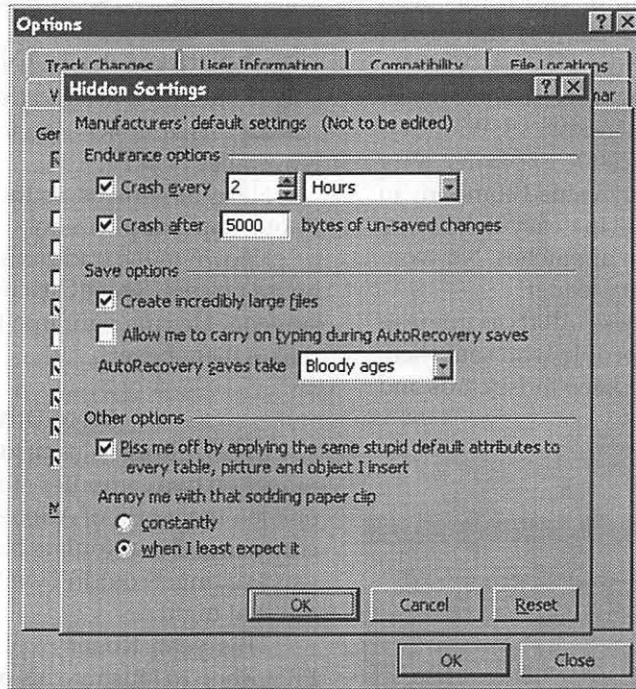 Options
Track Changes User Information Compatibility File Locations
Hidden Settings
Manufacturers' default settings (Not to be edited)
Endurance options
Crash every 2 Hours
Crash after 5000 bytes of un-saved changes
Save options
Create incredibly large files
Allow me to carry on typing during AutoRecovery saves
AutoRecovery saves take Bloody ages
Other options
Piss me off by applying the same stupid default attributes to
every table, picture and object I insert
Annoy me with that sodding paper clip
constantly
when I least expect it
OK Cancel Reset
OK Close